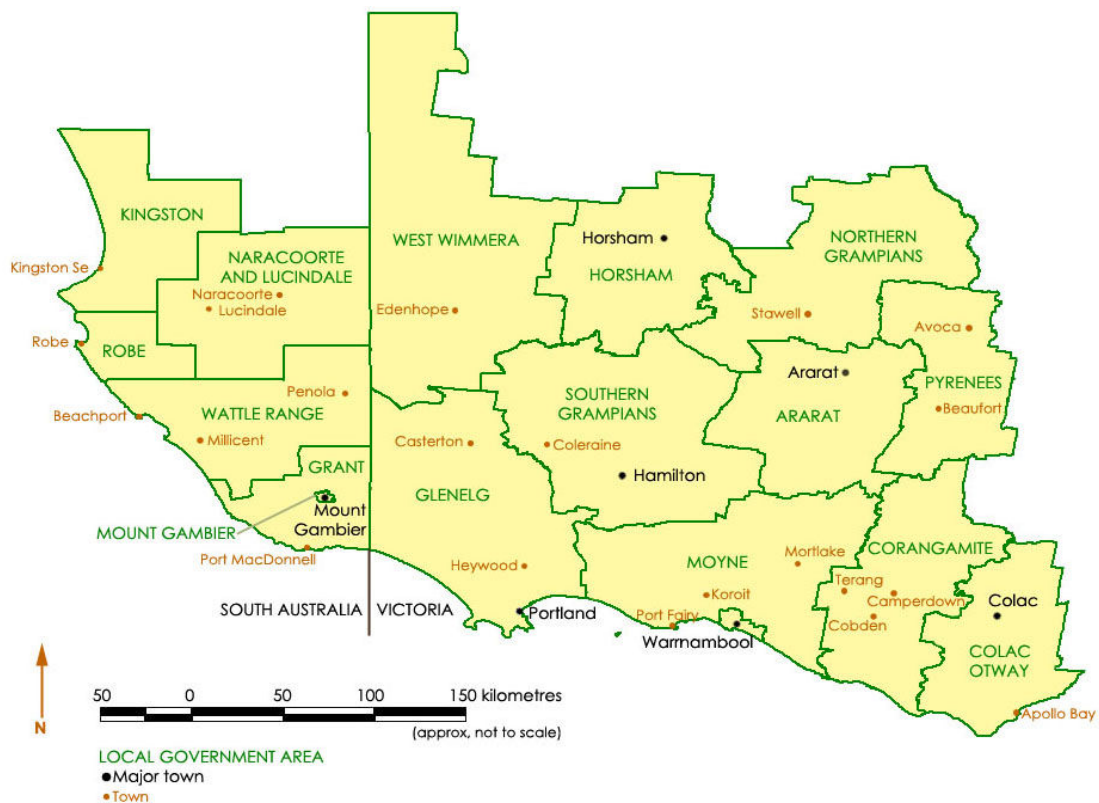 KINGSTON
WEST WIMMERA
Horsham
HORSHAM
NORTHERN
GRAMPIANS
NARACOORTE
AND LUCINDALE
Kingston Se
Naracoorte
Lucindale
Edenhope
Stawell
Avoca
Robe
ROBE
Penola
Ararat
PYRENEES
Beachport
WATTLE RANGE
SOUTHERN
GRAMPIANS
ARARAT
Beaufort
Millicent
Casterton
Coleraine
GRANT
Hamilton
GLENELG
Mount
Gambier
MOUNT GAMBIER
Port MacDonnell
Heywood
MOYNE
Mortlake
CORANGAMITE
Terang
Camperdown
Koroit
Colac
SOUTH AUSTRALIA
VICTORIA
Portland
Port Fairy
Cobden
Warrnambool
COLAC
OTWAY
Apollo Bay
N
50 0 50 100 150 kilometres
(approx, not to scale)
LOCAL GOVERNMENT AREA
Major town
Town